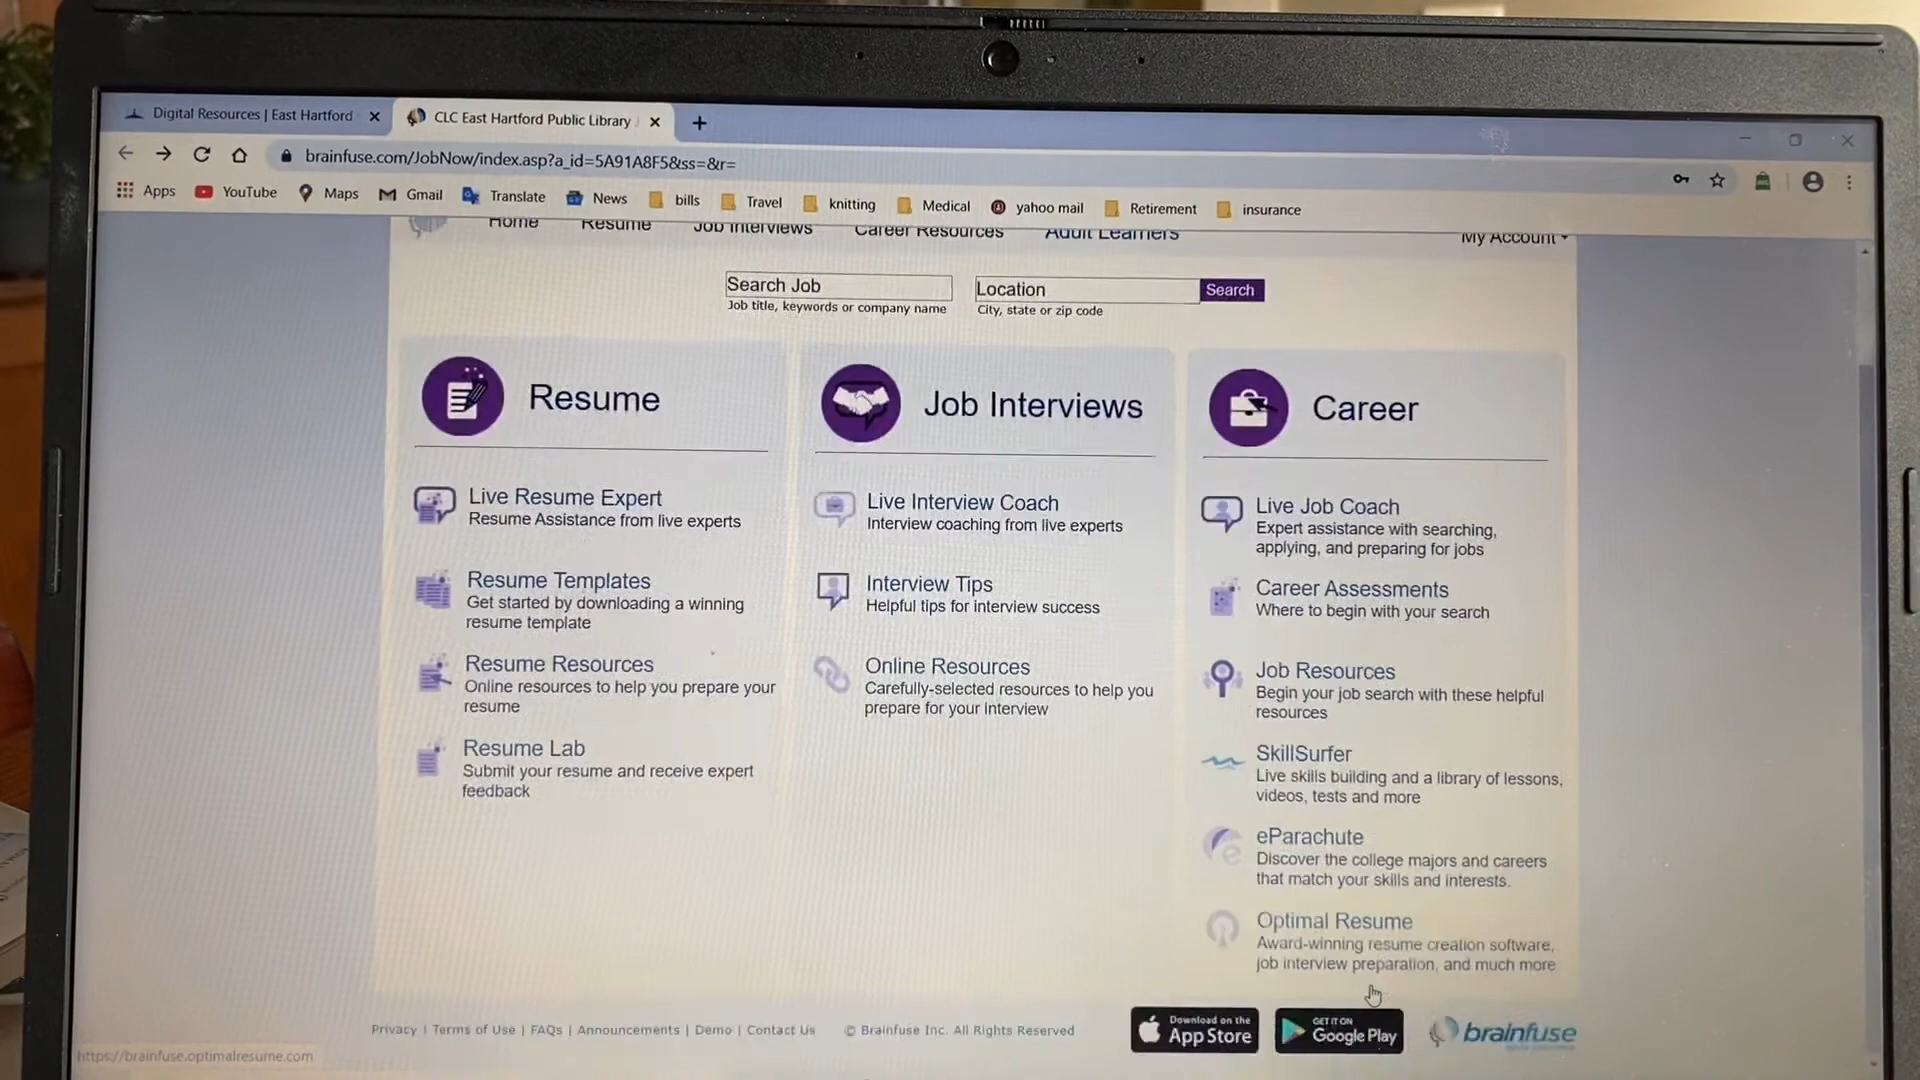 Digital Resources | East Hartford
CLC East Hartford Public Library
brainfuse.com/JobNow/index.asp?a_id=5A91A8F5&ss=&r=
Apps YouTube Maps Gmail Translate News bills Travel knitting Medical yahoo mail Retirement insurance
Home Resume Job Interviews Career Resources Adult Learners My Account
Search Job Location Search
Job title, keywords or company name City, state or zip code
Resume
Live Resume Expert
Resume Assistance from live experts
Resume Templates
Get started by downloading a winning
resume template
Resume Resources
Online resources to help you prepare your
resume
Resume Lab
Submit your resume and receive expert
feedback
Job Interviews
Live Interview Coach
Interview coaching from live experts
Interview Tips
Helpful tips for interview success
Online Resources
Carefully-selected resources to help you
prepare for your interview
Career
Live Job Coach
Expert assistance with searching,
applying, and preparing for jobs
Career Assessments
Where to begin with your search
Job Resources
Begin your job search with these helpful
resources
SkillSurfer
Live skills building and a library of lessons,
videos, tests and more
eParachute
Discover the college majors and careers
that match your skills and interests.
Optimal Resume
Award-winning resume creation software,
job interview preparation, and much more
Privacy | Terms of Use | FAQs | Announcements | Demo | Contact Us © Brainfuse Inc. All Rights Reserved
Download on the
App Store
GET IT ON
Google Play
brainfuse
https://brainfuse.optimalresume.com